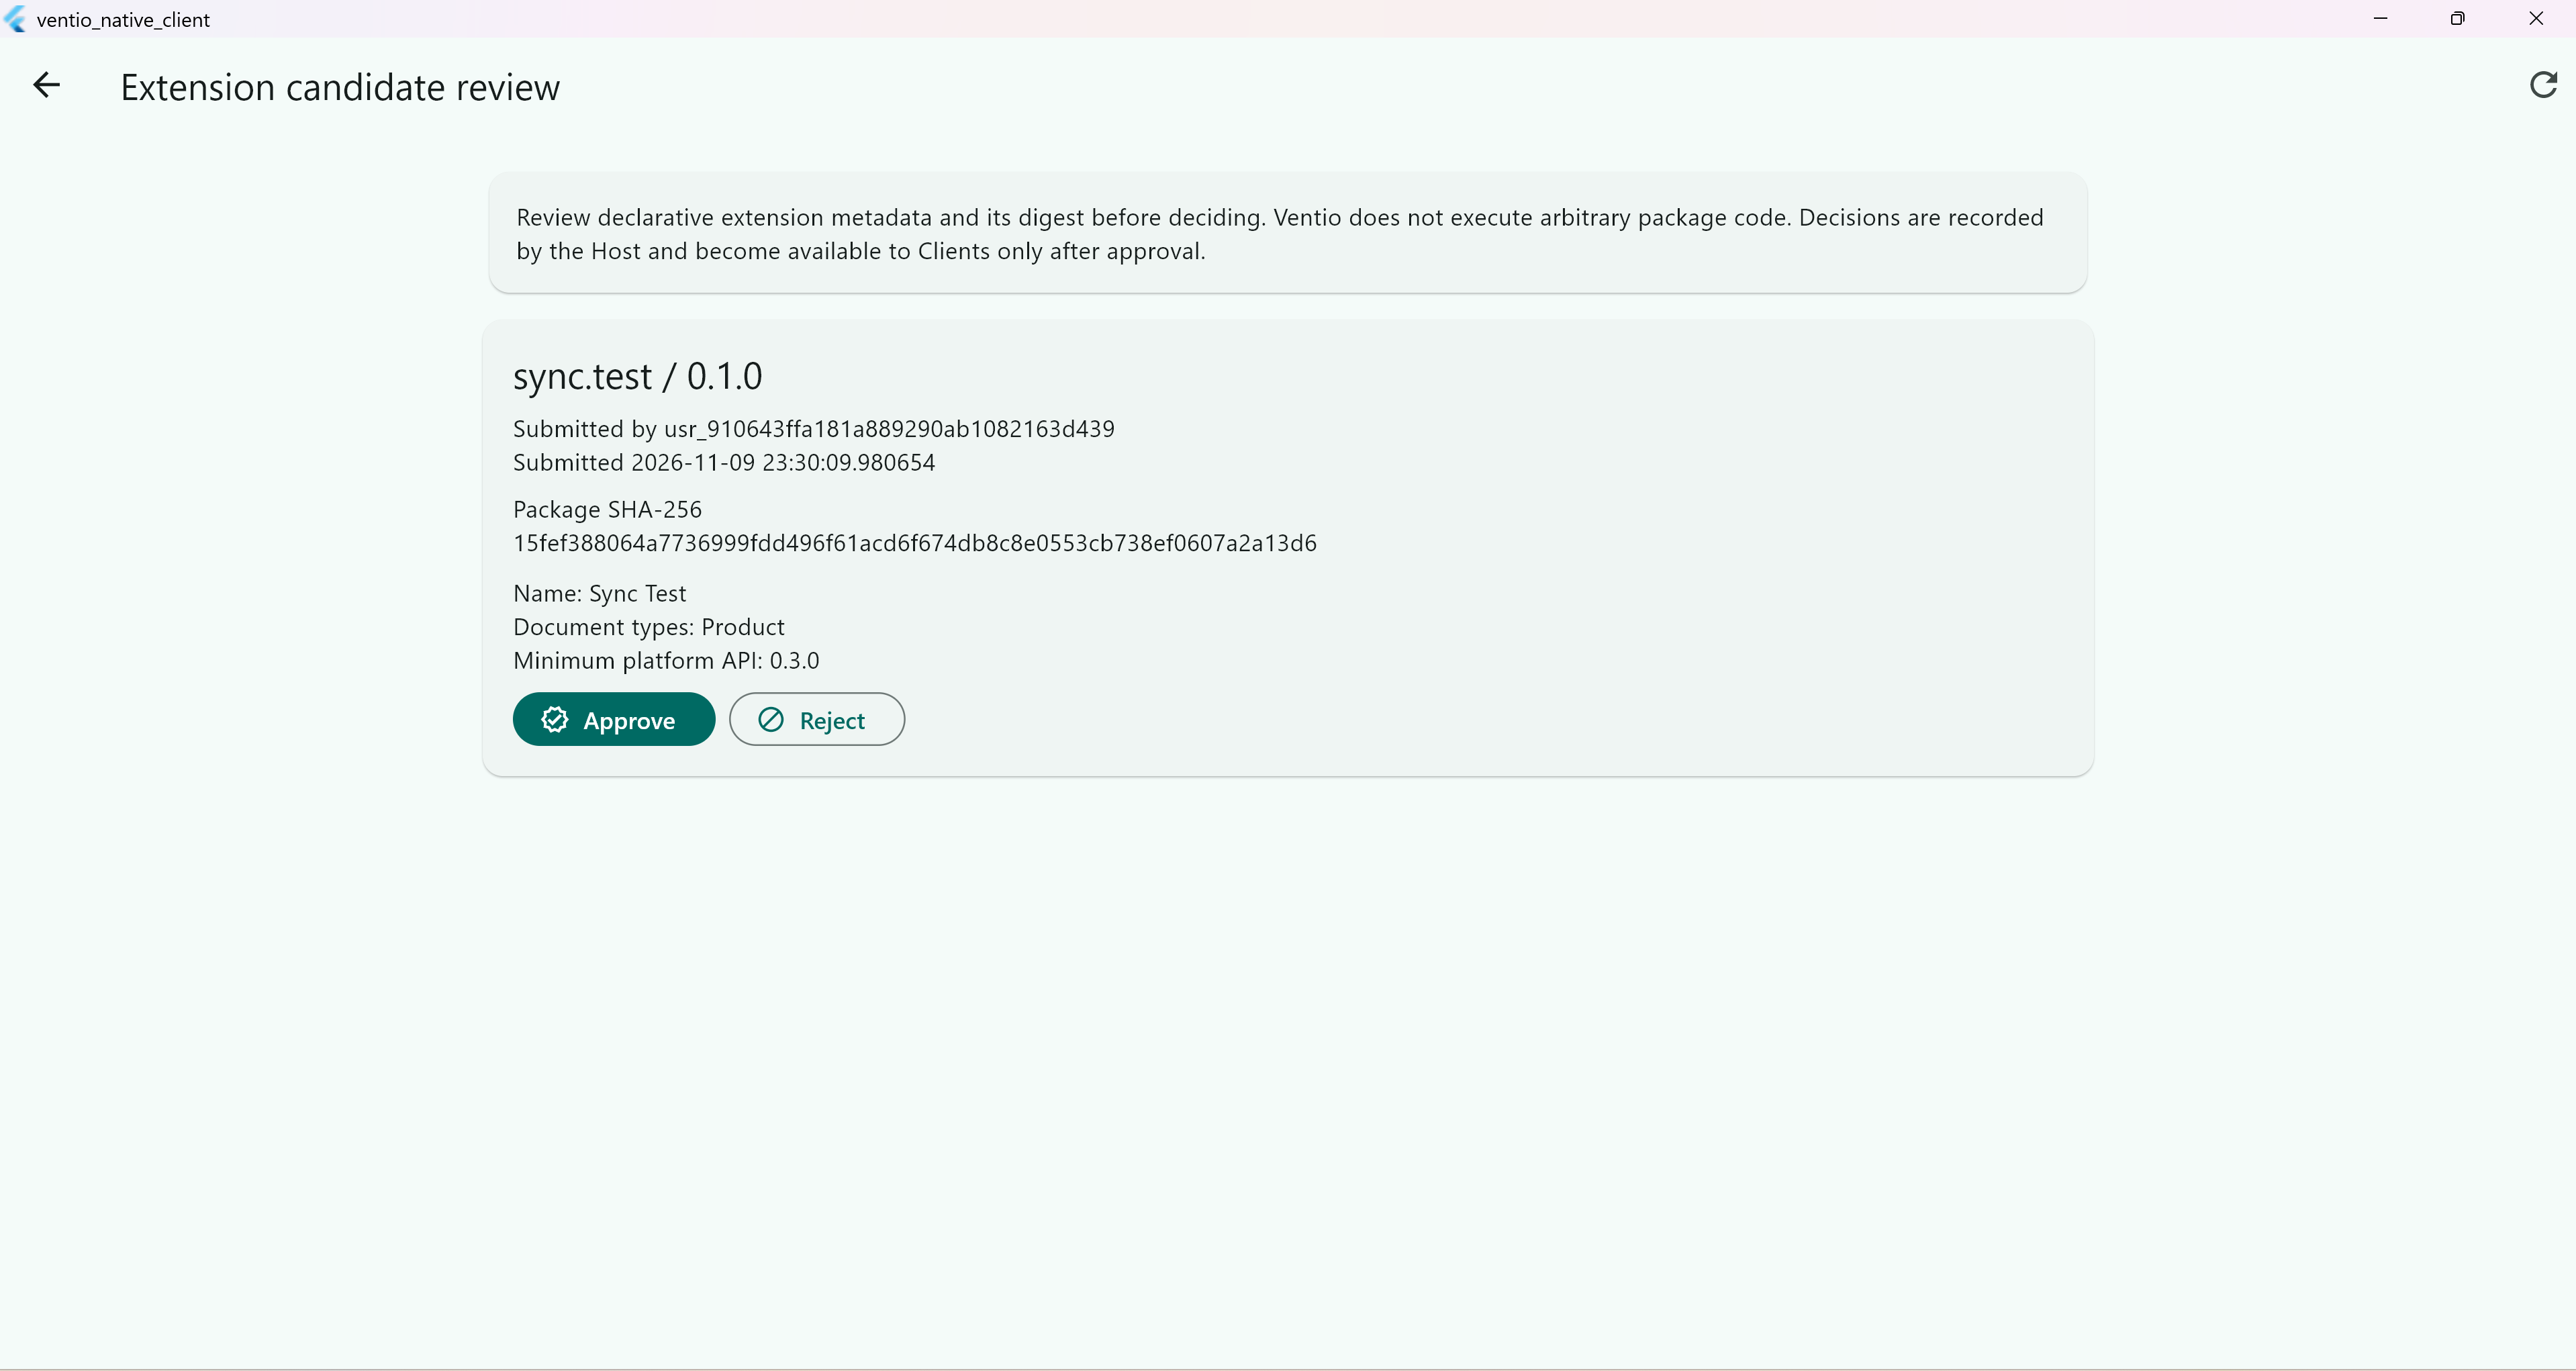 ventio_native_client
Extension candidate review
Review declarative extension metadata and its digest before deciding. Ventio does not execute arbitrary package code. Decisions are recorded
by the Host and become available to Clients only after approval.
sync.test / 0.1.0
Submitted by usr_910643ffa181a889290ab1082163d439
Submitted 2026-11-09 23:30:09.980654
Package SHA-256
15fef388064a7736999fdd496f61acd6f674db8c8e0553cb738ef0607a2a13d6
Name: Sync Test
Document types: Product
Minimum platform API: 0.3.0
Approve Reject